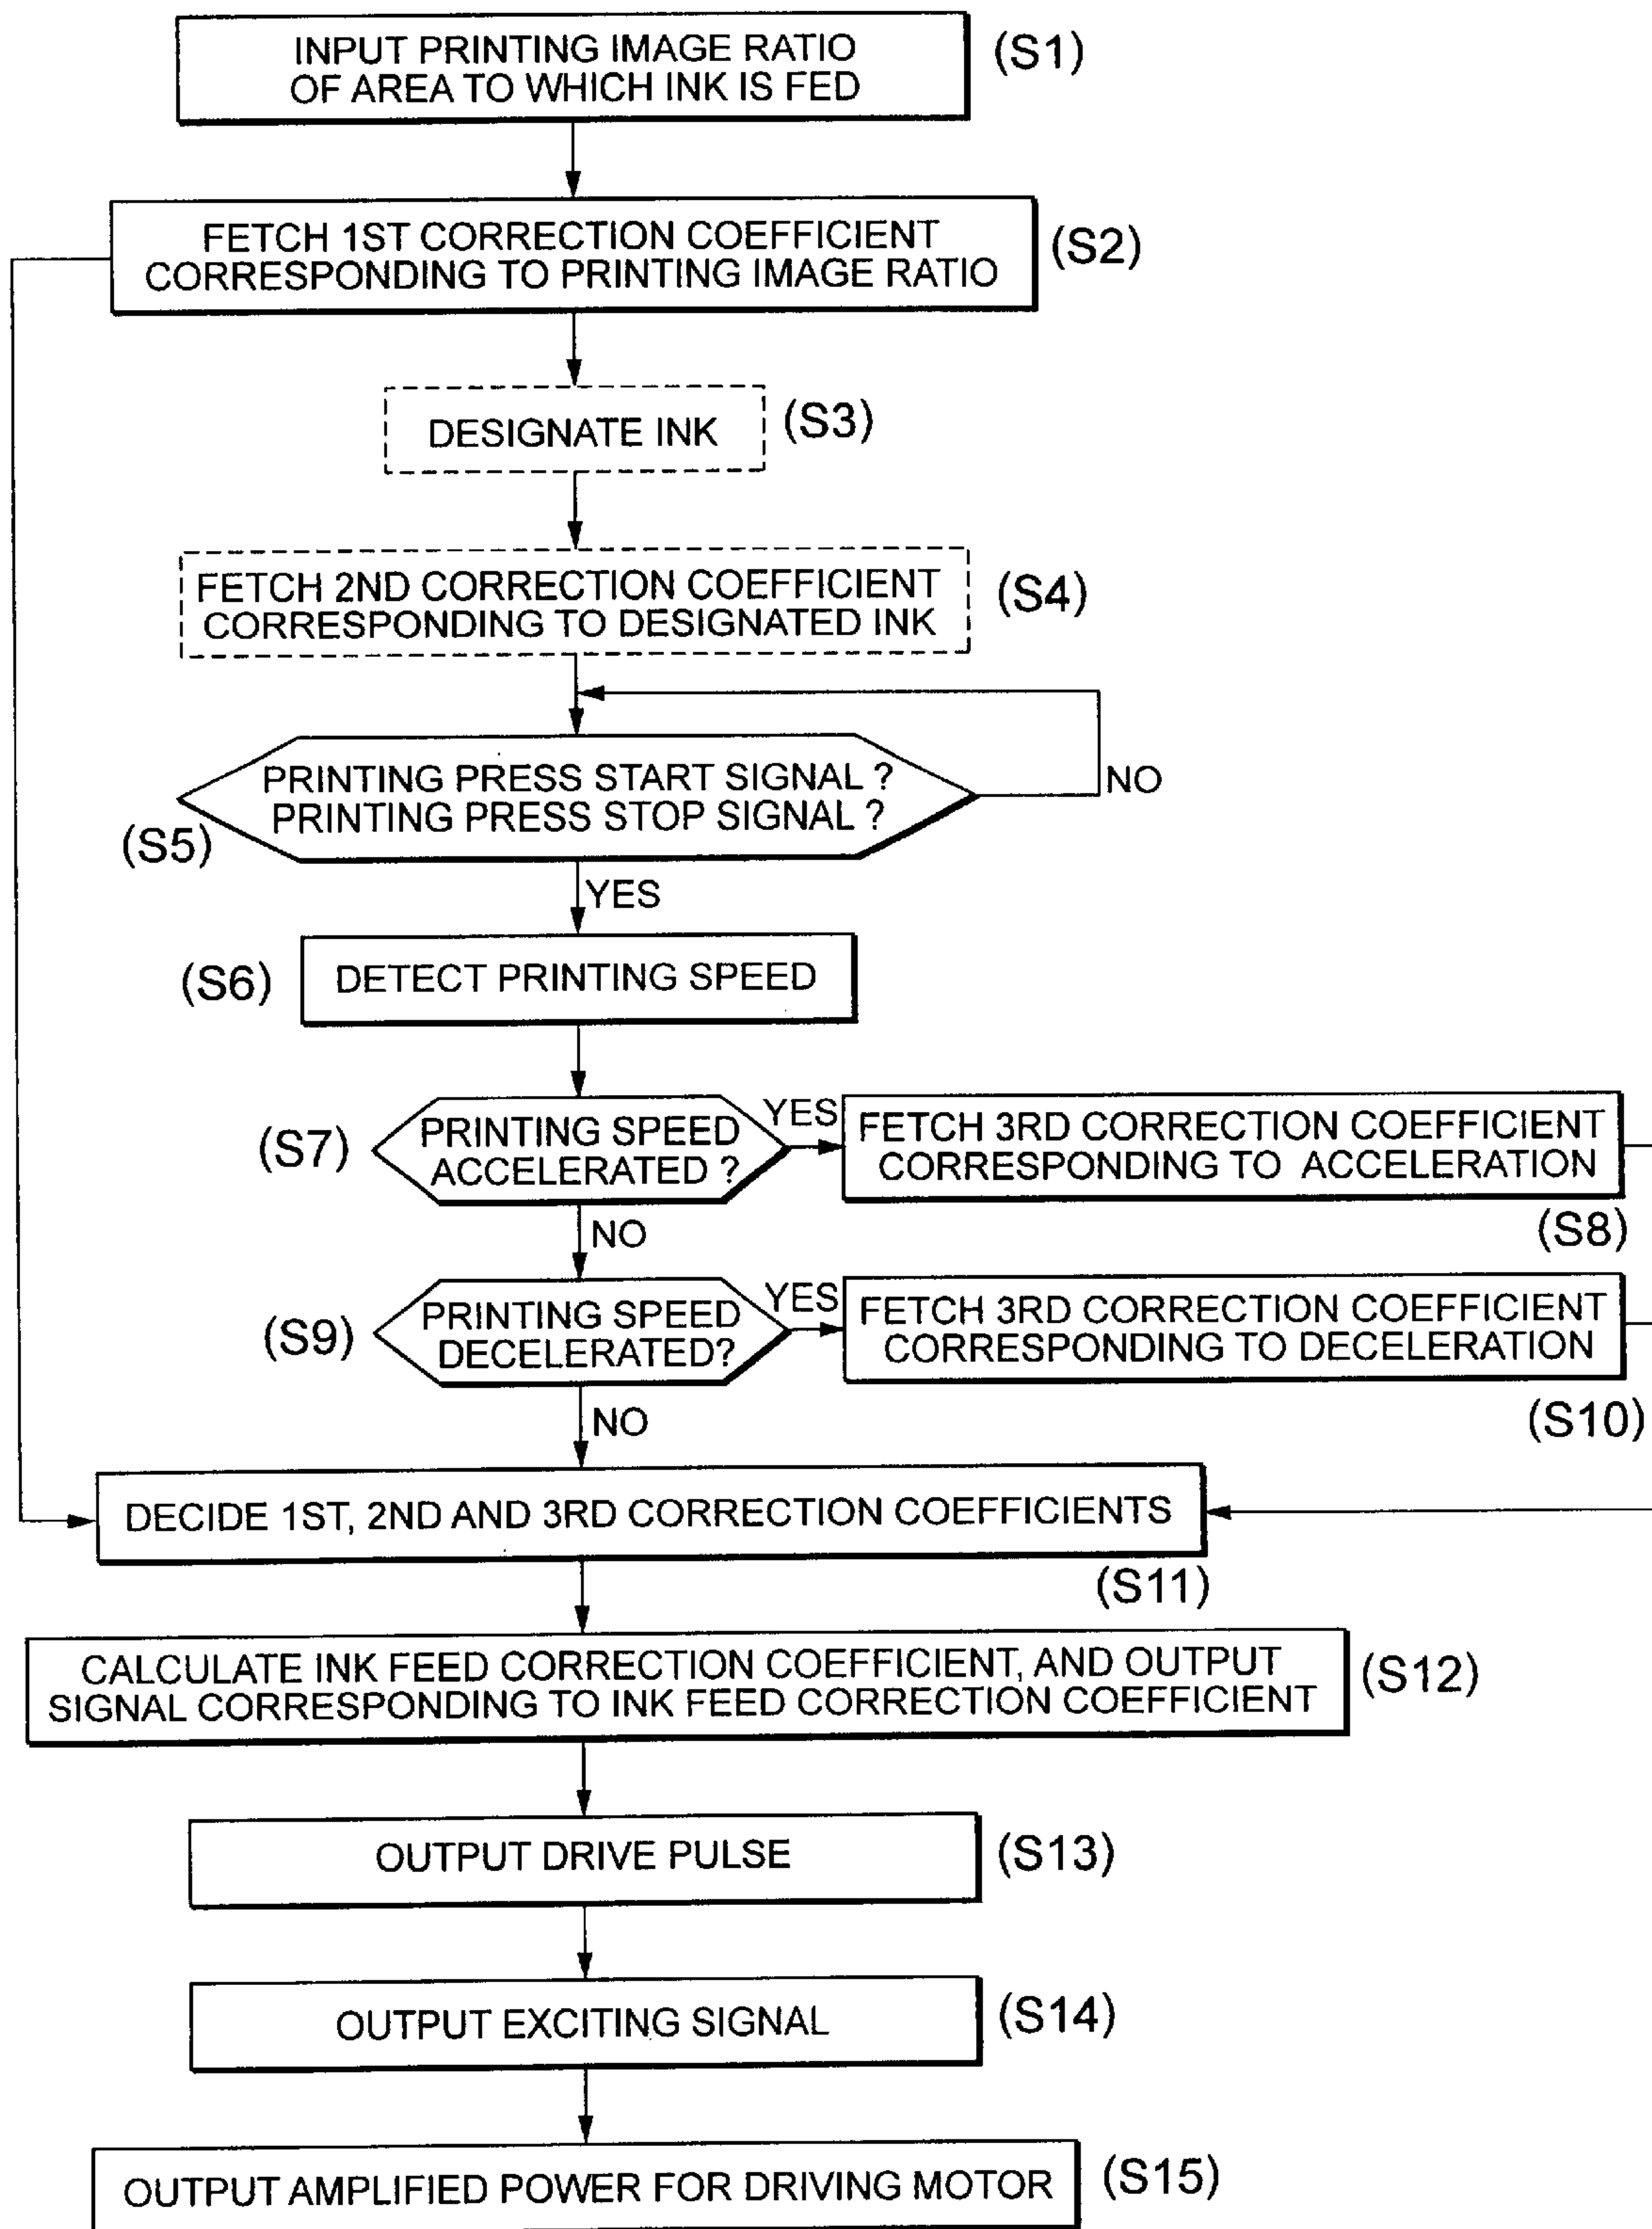 INPUT PRINTING IMAGE RATIO
OF AREA TO WHICH INK IS FED
(S1)
FETCH 1ST CORRECTION COEFFICIENT
CORRESPONDING TO PRINTING IMAGE RATIO
(S2)
DESIGNATE INK
(S3)
FETCH 2ND CORRECTION COEFFICIENT
CORRESPONDING TO DESIGNATED INK
(S4)
PRINTING PRESS START SIGNAL ?
PRINTING PRESS STOP SIGNAL ?
NO
(S5)
YES
(S6)
DETECT PRINTING SPEED
(S7)
PRINTING SPEED
ACCELERATED ?
YES
FETCH 3RD CORRECTION COEFFICIENT
CORRESPONDING TO ACCELERATION
(S8)
NO
(S9)
PRINTING SPEED
DECELERATED?
YES
FETCH 3RD CORRECTION COEFFICIENT
CORRESPONDING TO DECELERATION
(S10)
NO
DECIDE 1ST, 2ND AND 3RD CORRECTION COEFFICIENTS
(S11)
CALCULATE INK FEED CORRECTION COEFFICIENT, AND OUTPUT
SIGNAL CORRESPONDING TO INK FEED CORRECTION COEFFICIENT
(S12)
OUTPUT DRIVE PULSE
(S13)
OUTPUT EXCITING SIGNAL
(S14)
OUTPUT AMPLIFIED POWER FOR DRIVING MOTOR
(S15)